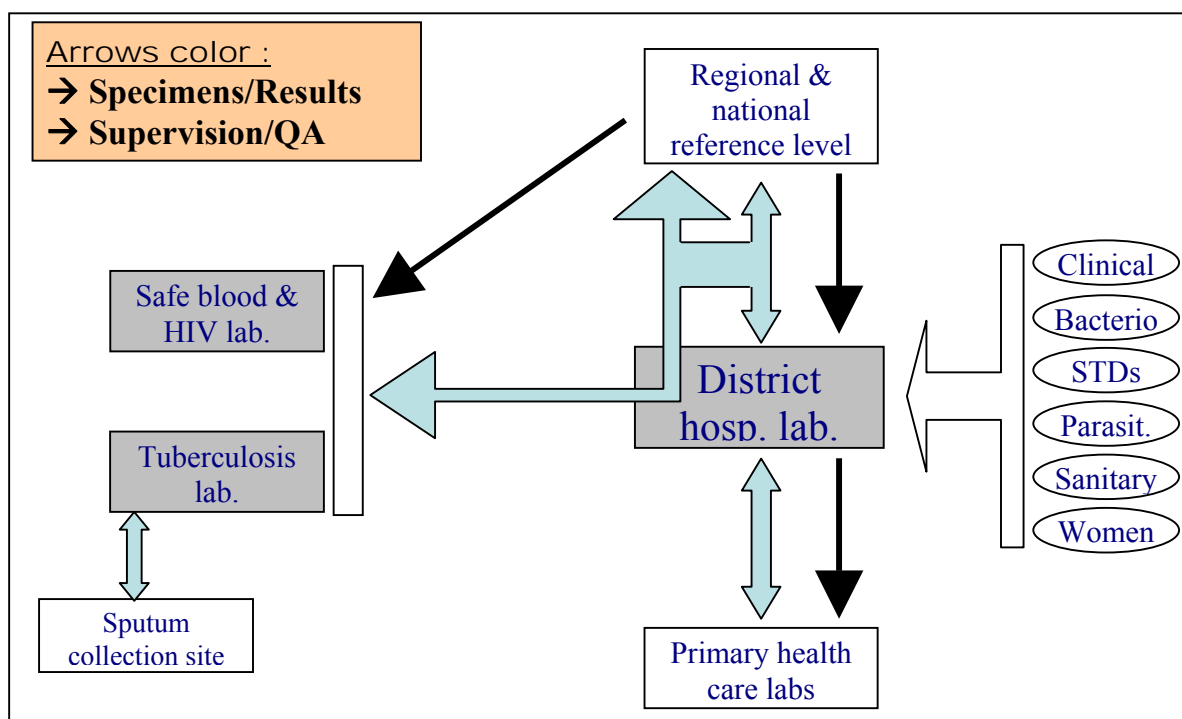 Arrows color :
→ Specimens/Results
→ Supervision/QA
Regional &
national
reference level
Safe blood &
HIV lab.
Tuberculosis
lab.
Sputum
collection site
District
hosp. lab.
Primary health
care labs
Clinical
Bacterio
STDs
Parasit.
Sanitary
Women